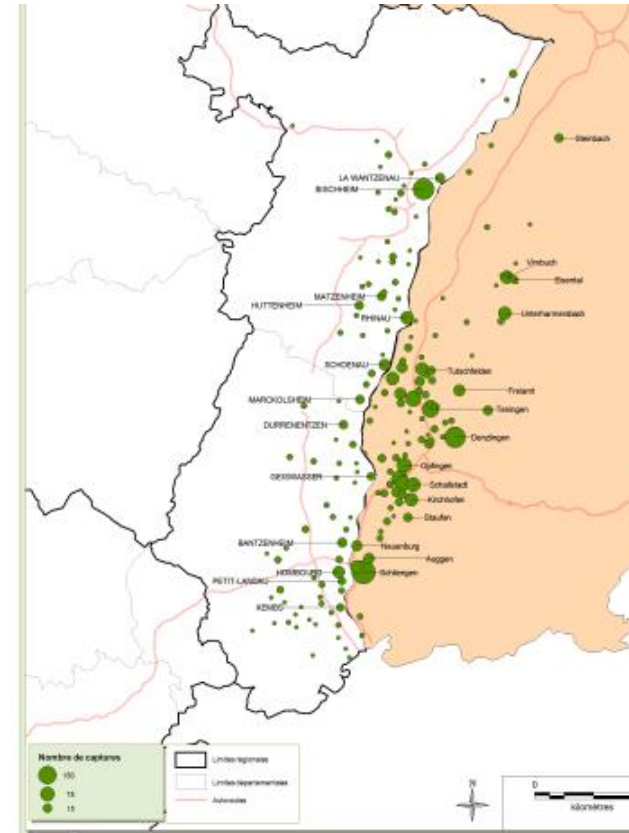 Steinbach
LA WANTZENAU
BISCHHEIM
Vimbuch
Eisental
MATZENHEIM
HUTTENHEIM
Unterharmersbach
RHINAU
SCHOENAU
Tutschfelden
Freiamt
MARCKOLSHEIM
Teningen
DURRENENTZEN
Denzlingen
Opfingen
GEISWASSER
Schallstadt
Kirchhofen
Staufen
BANTZENHEIM
Neuenburg
Auggen
HOMBOURG
Schliengen
PETIT-LANDAU
KEMBS
Nombre de captures
150
75
15
Limites régionales
Limites départementales
Autoroutes
N
0
kilomètres